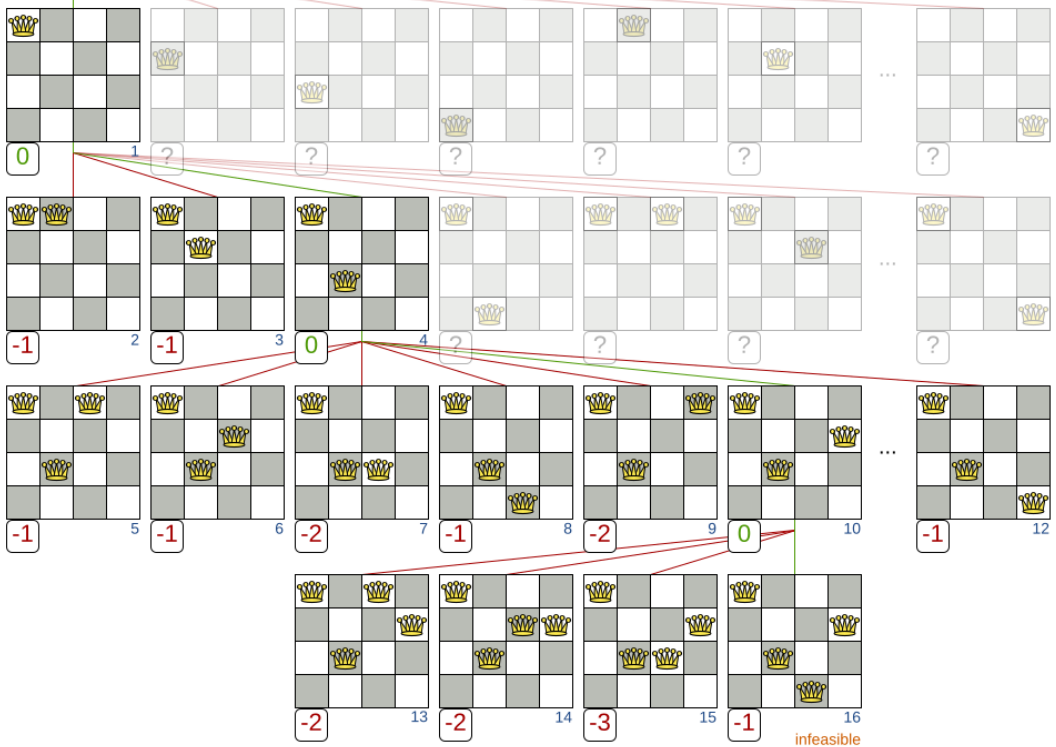 0 1 ? ? ? ? ? ... ?
-1 2 -1 3 0 4 ? ? ? ... ?
-1 5 -1 6 -2 7 -1 8 -2 9 0 10 ... -1 12
-2 13 -2 14 -3 15 -1 16
infeasible